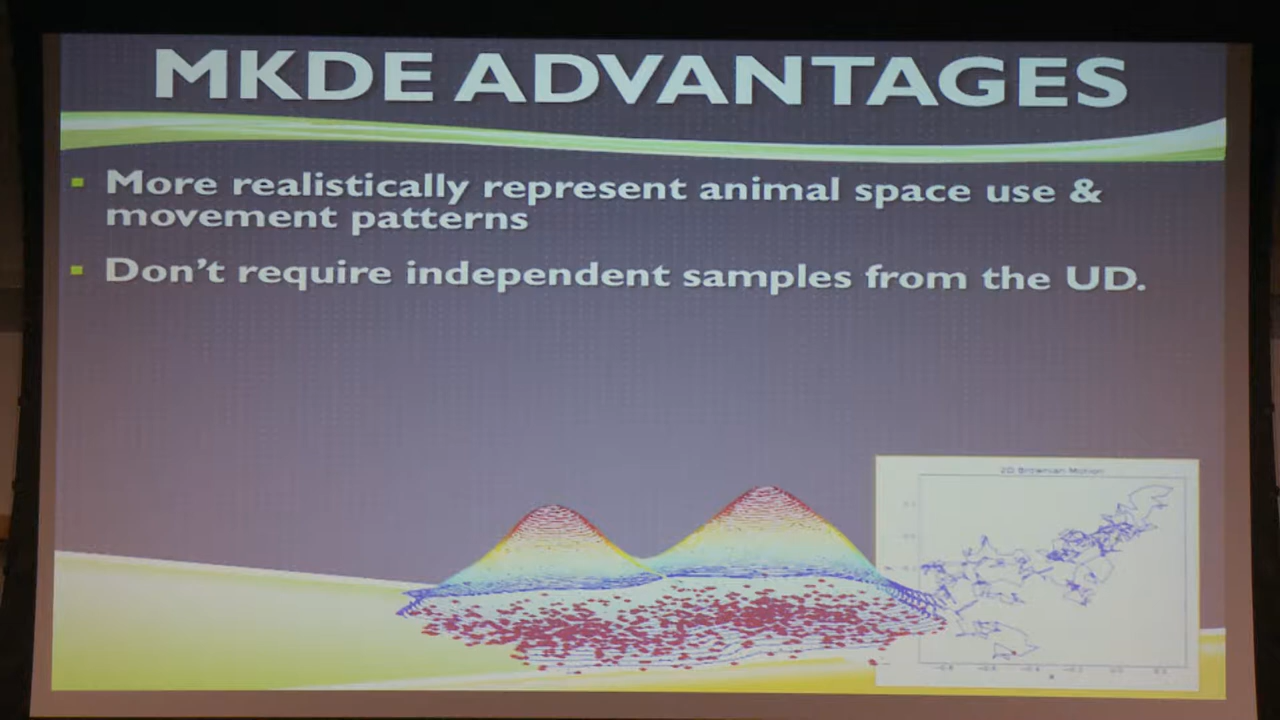 MKDE ADVANTAGES
More realistically represent animal space use &
movement patterns
Don't require independent samples from the UD.
2D Brownian Motion